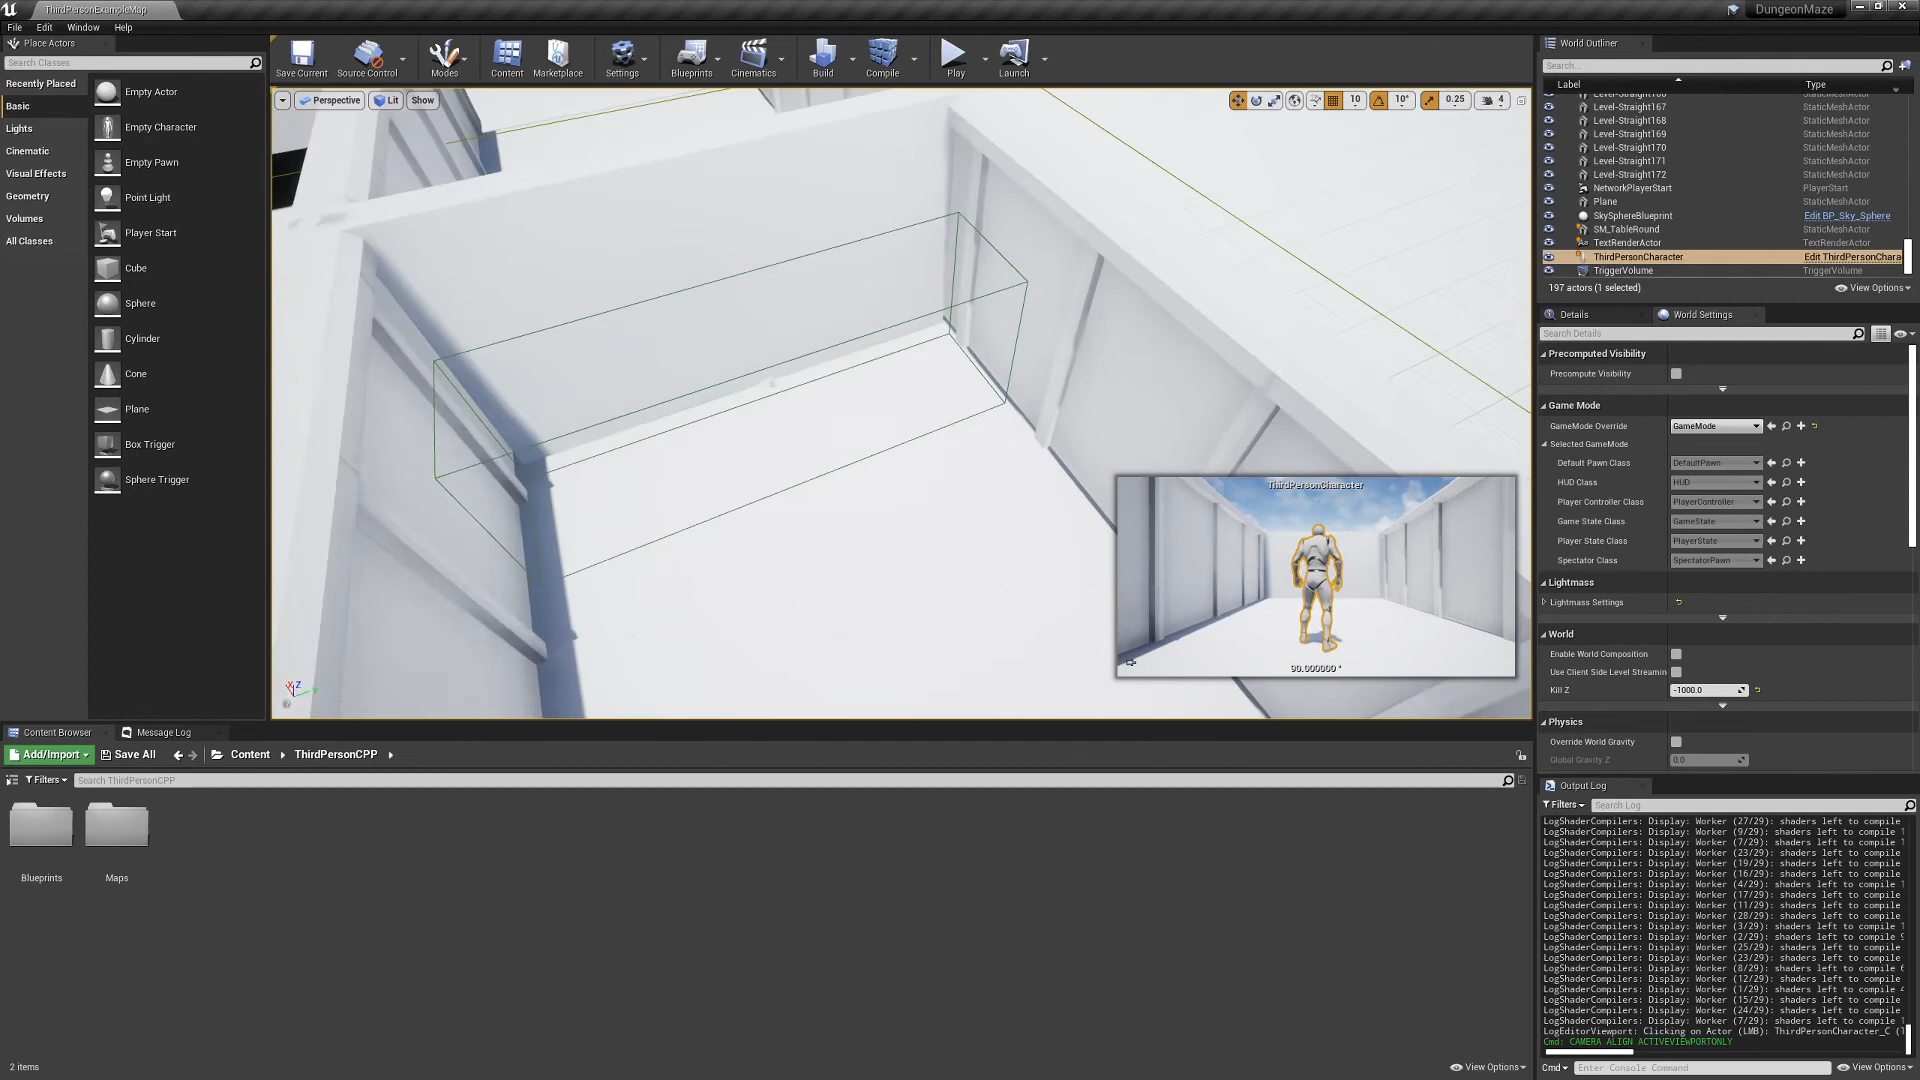 ThirdPersonExampleMap
DungeonMaze
File Edit Window Help
Place Actors
Search Classes
Recently Placed
Basic
Lights
Cinematic
Visual Effects
Geometry
Volumes
All Classes
Empty Actor
Empty Character
Empty Pawn
Point Light
Player Start
Cube
Sphere
Cylinder
Cone
Plane
Box Trigger
Sphere Trigger
Save Current
Source Control
Modes
Content
Marketplace
Settings
Blueprints
Cinematics
Build
Compile
Play
Launch
Perspective Lit Show
10 10° 0.25 4
ThirdPersonCharacter
90.000000 °
X Z
World Outliner
Search...
Label Type
Level-Straight167 StaticMeshActor
Level-Straight168 StaticMeshActor
Level-Straight169 StaticMeshActor
Level-Straight170 StaticMeshActor
Level-Straight171 StaticMeshActor
Level-Straight172 StaticMeshActor
NetworkPlayerStart PlayerStart
Plane StaticMeshActor
SkySphereBlueprint Edit BP_Sky_Sphere
SM_TableRound StaticMeshActor
TextRenderActor TextRenderActor
ThirdPersonCharacter Edit ThirdPersonChara
TriggerVolume TriggerVolume
197 actors (1 selected) View Options
Details World Settings
Search Details
Precomputed Visibility
Precompute Visibility
Game Mode
GameMode Override GameMode
Selected GameMode
Default Pawn Class DefaultPawn
HUD Class HUD
Player Controller Class PlayerController
Game State Class GameState
Player State Class PlayerState
Spectator Class SpectatorPawn
Lightmass
Lightmass Settings
World
Enable World Composition
Use Client Side Level Streamin
Kill Z -1000.0
Physics
Override World Gravity
Global Gravity Z 0.0
Content Browser Message Log
Add/Import Save All Content ThirdPersonCPP
Filters Search ThirdPersonCPP
Blueprints
Maps
2 items View Options
Output Log
Filters Search Log
LogShaderCompilers: Display: Worker (27/29): shaders left to compile
LogShaderCompilers: Display: Worker (9/29): shaders left to compile 1
LogShaderCompilers: Display: Worker (7/29): shaders left to compile 1
LogShaderCompilers: Display: Worker (23/29): shaders left to compile
LogShaderCompilers: Display: Worker (19/29): shaders left to compile
LogShaderCompilers: Display: Worker (16/29): shaders left to compile
LogShaderCompilers: Display: Worker (4/29): shaders left to compile 1
LogShaderCompilers: Display: Worker (17/29): shaders left to compile
LogShaderCompilers: Display: Worker (11/29): shaders left to compile
LogShaderCompilers: Display: Worker (28/29): shaders left to compile
LogShaderCompilers: Display: Worker (3/29): shaders left to compile 1
LogShaderCompilers: Display: Worker (2/29): shaders left to compile 9
LogShaderCompilers: Display: Worker (25/29): shaders left to compile
LogShaderCompilers: Display: Worker (23/29): shaders left to compile
LogShaderCompilers: Display: Worker (8/29): shaders left to compile 6
LogShaderCompilers: Display: Worker (12/29): shaders left to compile
LogShaderCompilers: Display: Worker (1/29): shaders left to compile 4
LogShaderCompilers: Display: Worker (15/29): shaders left to compile
LogShaderCompilers: Display: Worker (24/29): shaders left to compile
LogShaderCompilers: Display: Worker (7/29): shaders left to compile 1
LogEditorViewport: Clicking on Actor (LMB): ThirdPersonCharacter_C (T
Cmd: CAMERA ALIGN ACTIVEVIEWPORTONLY
Cmd Enter Console Command View Options